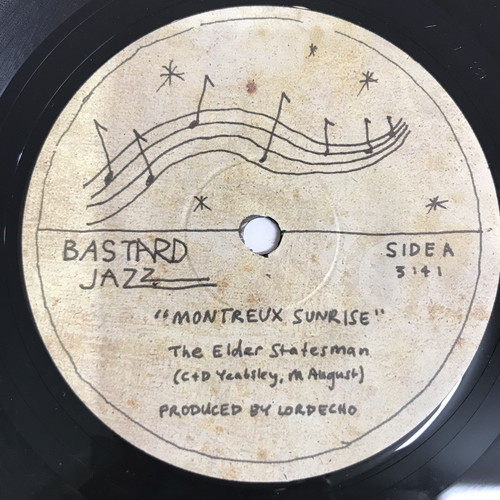 BASTARD
JAZZ
SIDE A
3:41
"MONTREUX SUNRISE"
The Elder Statesman
(C+D Yeabsley, M August)
PRODUCED BY LORDECHO